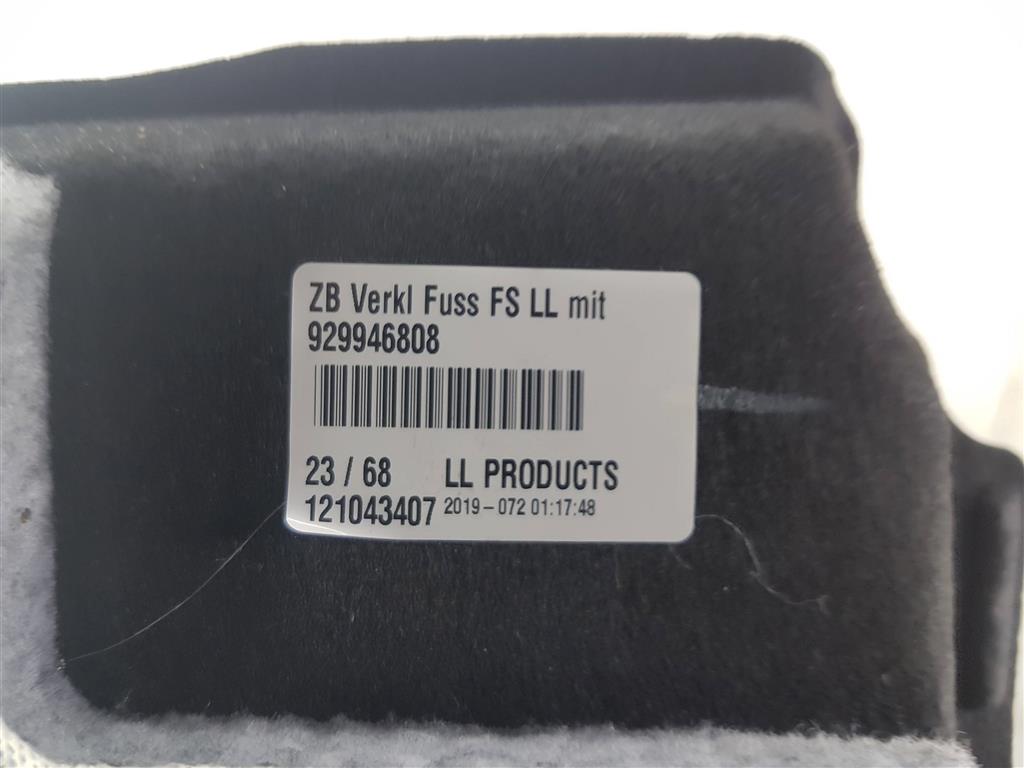 ZB Verkl Fuss FS LL mit
929946808
23 / 68 LL PRODUCTS
121043407 2019-072 01:17:48